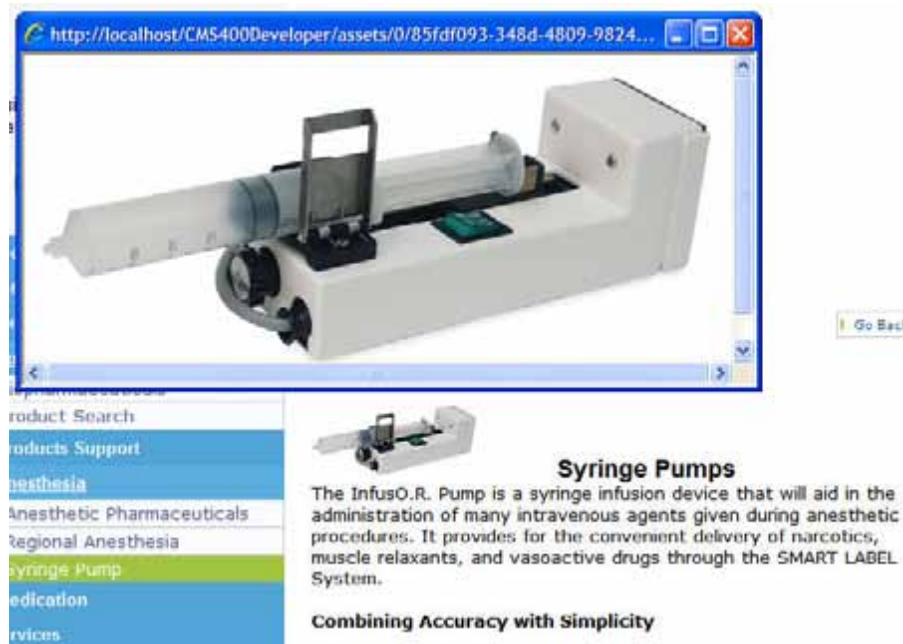 http://localhost/CMS400Developer/assets/0/85fdf093-348d-4809-9824...
Go Back
roduct Search
roducts Support
nesthesia
Anesthetic Pharmaceuticals
Regional Anesthesia
Syringe Pump
edication
rvices
Syringe Pumps
The InfusO.R. Pump is a syringe infusion device that will aid in the
administration of many intravenous agents given during anesthetic
procedures. It provides for the convenient delivery of narcotics,
muscle relaxants, and vasoactive drugs through the SMART LABEL
System.
Combining Accuracy with Simplicity